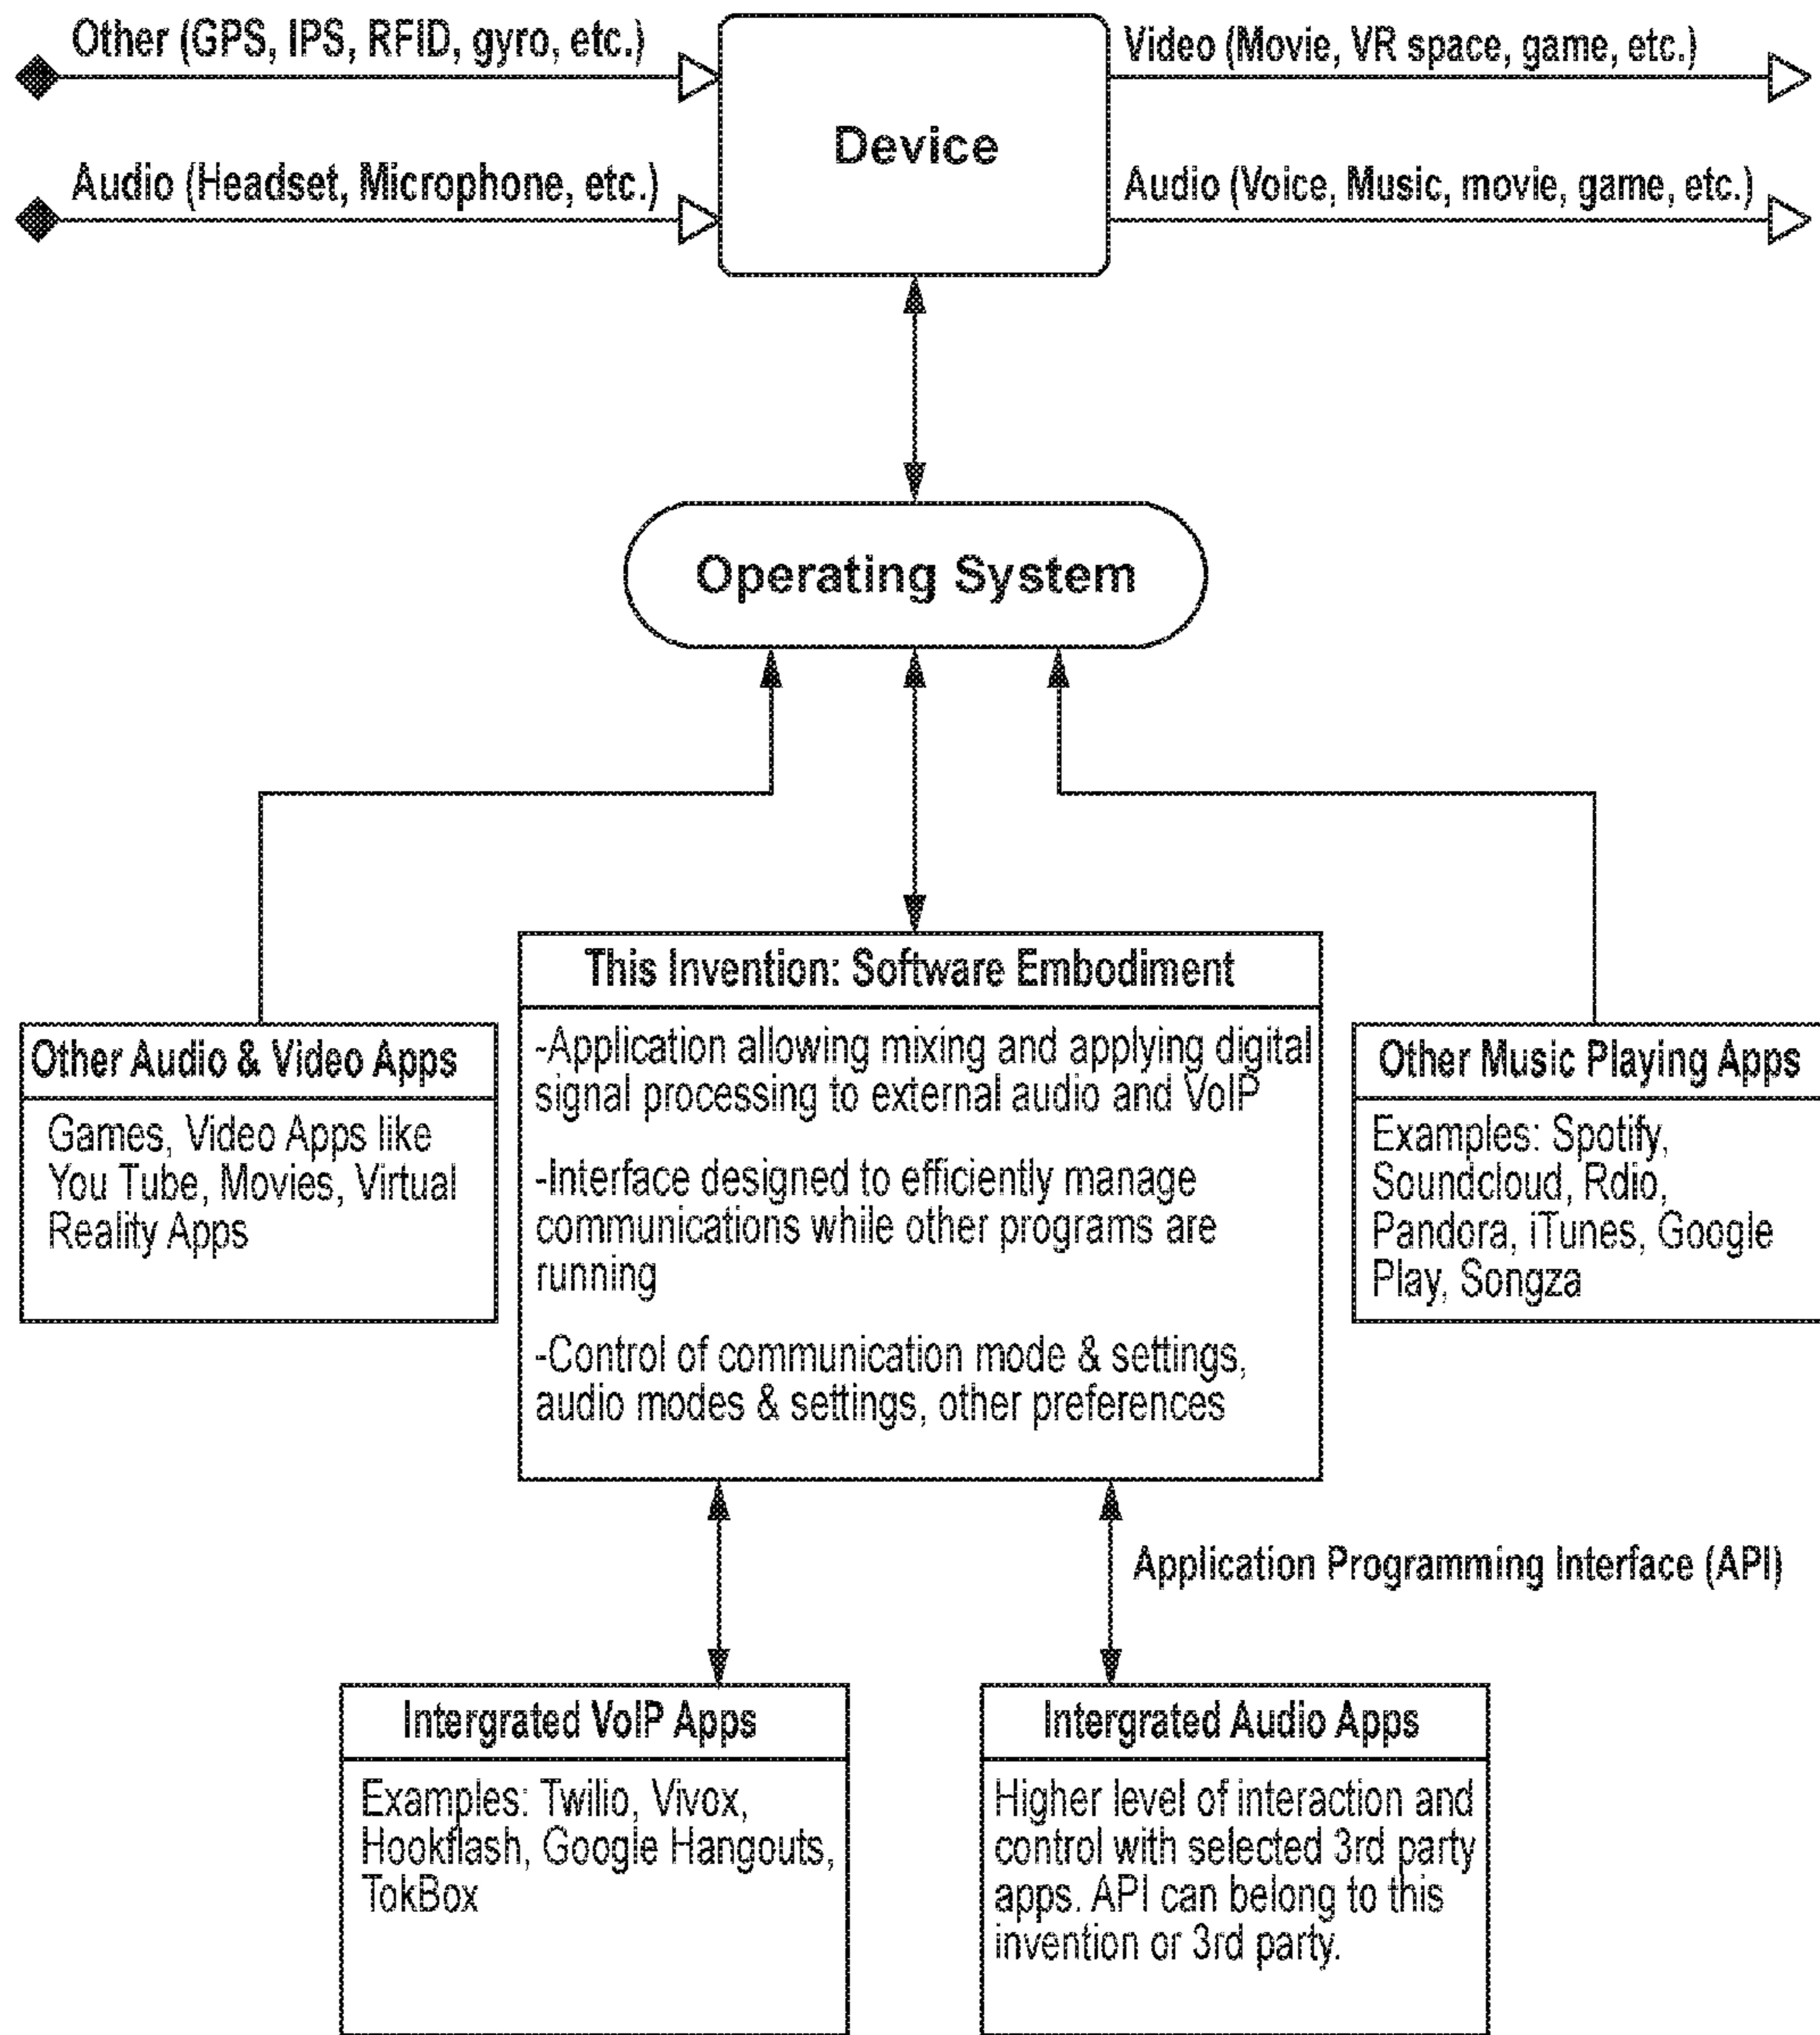 Other (GPS, IPS, RFID, gyro, etc.)
Audio (Headset, Microphone, etc.)
Device
Video (Movie, VR space, game, etc.)
Audio (Voice, Music, movie, game, etc.)
Operating System
Other Audio & Video Apps
Games, Video Apps like
You Tube, Movies, Virtual
Reality Apps
This Invention: Software Embodiment
-Application allowing mixing and applying digital
signal processing to external audio and VoIP
-Interface designed to efficiently manage
communications while other programs are
running
-Control of communication mode & settings,
audio modes & settings, other preferences
Other Music Playing Apps
Examples: Spotify,
Soundcloud, Rdio,
Pandora, iTunes, Google
Play, Songza
Application Programming Interface (API)
Intergrated VoIP Apps
Examples: Twilio, Vivox,
Hookflash, Google Hangouts,
TokBox
Intergrated Audio Apps
Higher level of interaction and
control with selected 3rd party
apps. API can belong to this
invention or 3rd party.